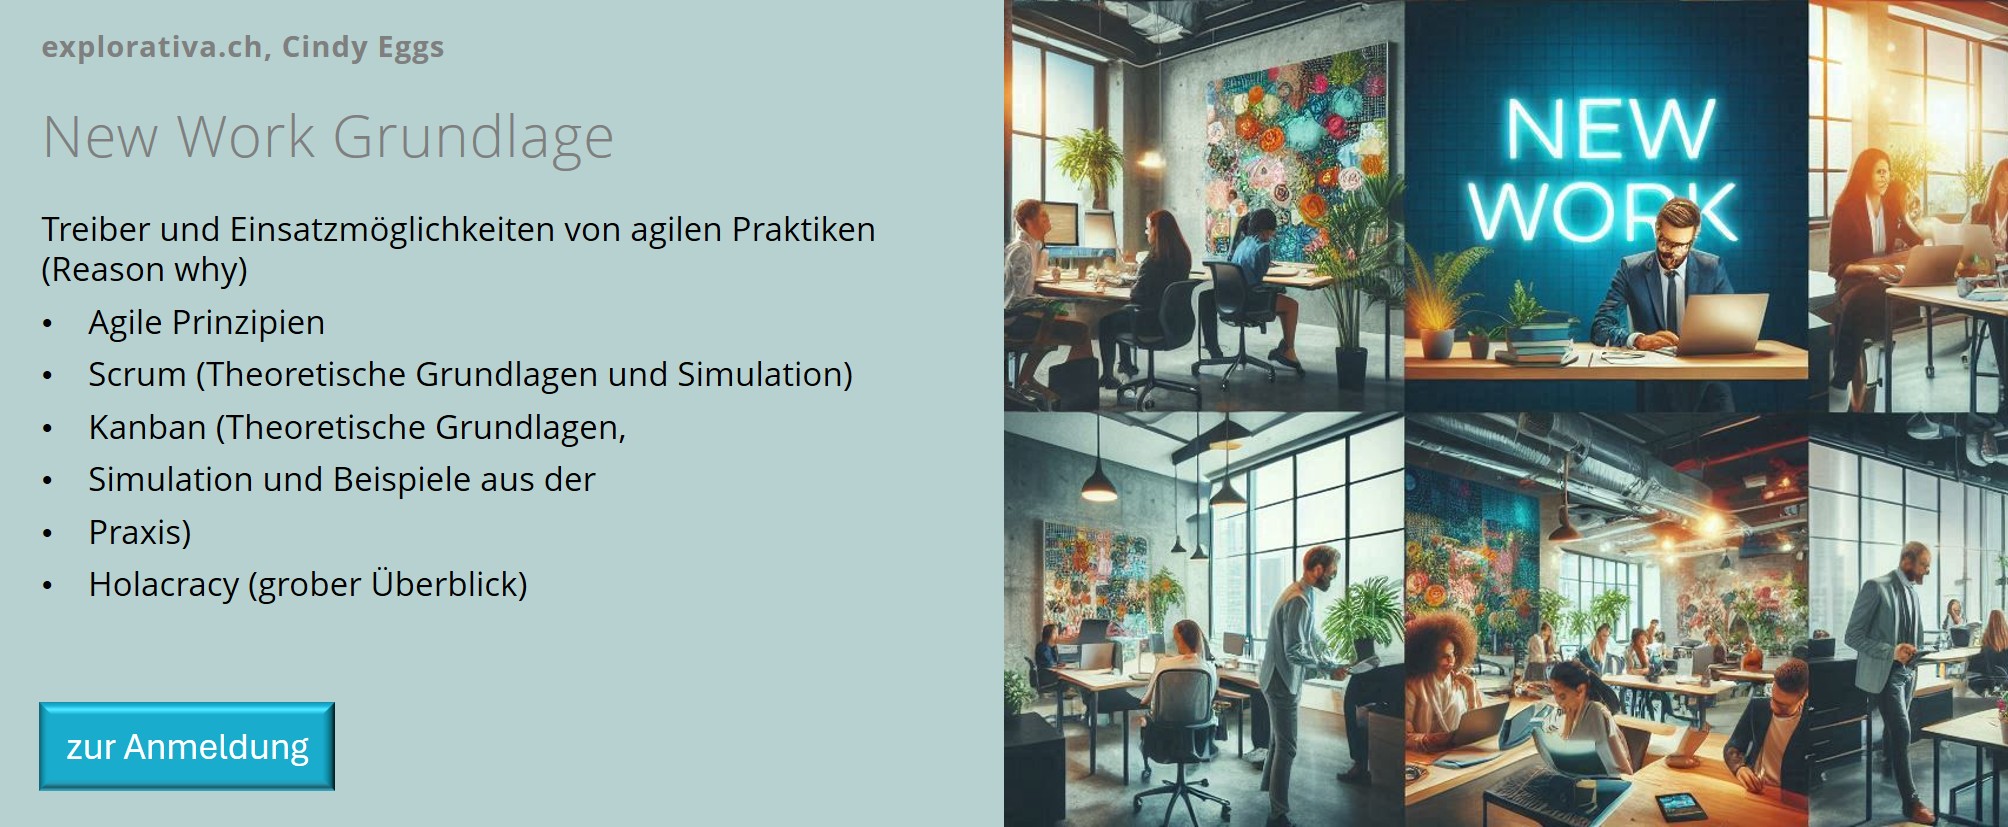 explorativa.ch, Cindy Eggs
New Work Grundlage
Treiber und Einsatzmöglichkeiten von agilen Praktiken
(Reason why)
• Agile Prinzipien
• Scrum (Theoretische Grundlagen und Simulation)
• Kanban (Theoretische Grundlagen,
• Simulation und Beispiele aus der
• Praxis)
• Holacracy (grober Überblick)
zur Anmeldung
NEW
WORK